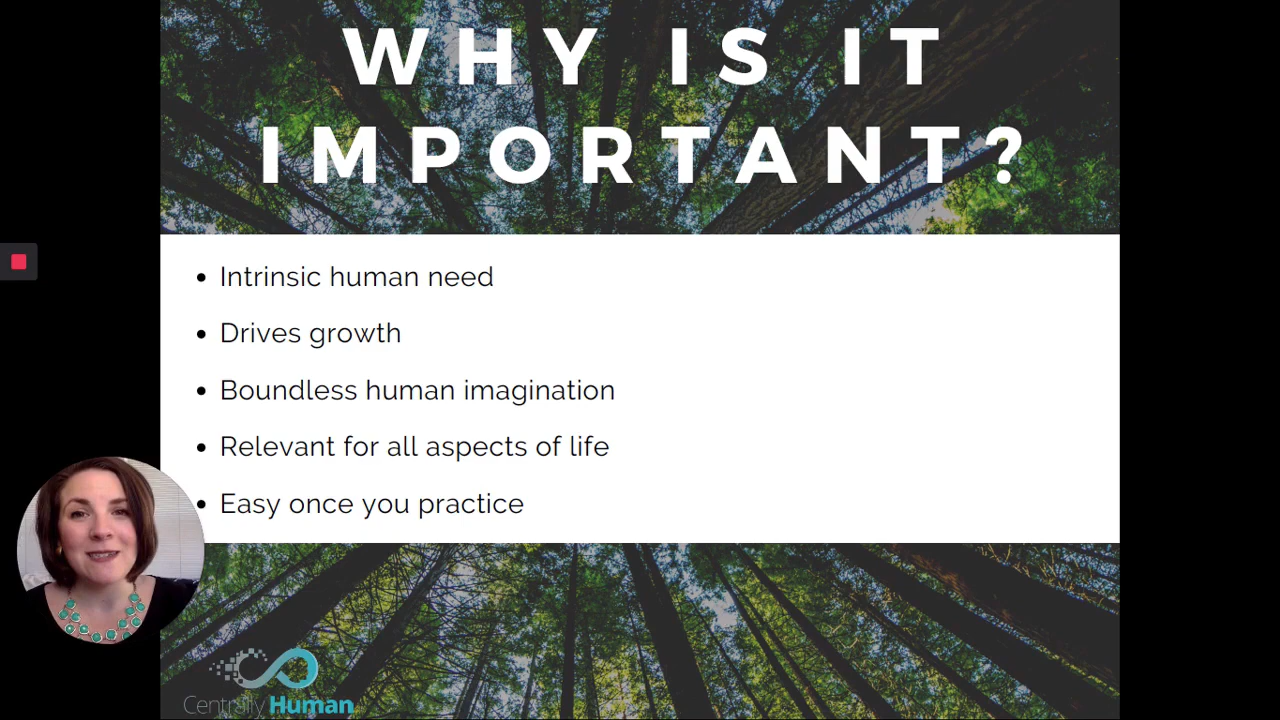 WHY IS IT
IMPORTANT?
Intrinsic human need
Drives growth
Boundless human imagination
Relevant for all aspects of life
Easy once you practice
Centrally Human